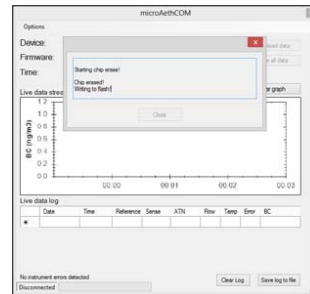 microAethCOM
Options
Device:
Firmware:
Time:
Starting chip erase!
Chip erased!
Writing to flash!
Close
Live data
BC (ng/m3)
1.2
1.0
0.8
0.6
0.4
0.2
0.0
00:00 00:01 00:02 00:03
Live data log
Date Time Reference Sense ATN Flow Temp Error BC
No instrument errors detected
Clear Log Save log to file
Disconnected